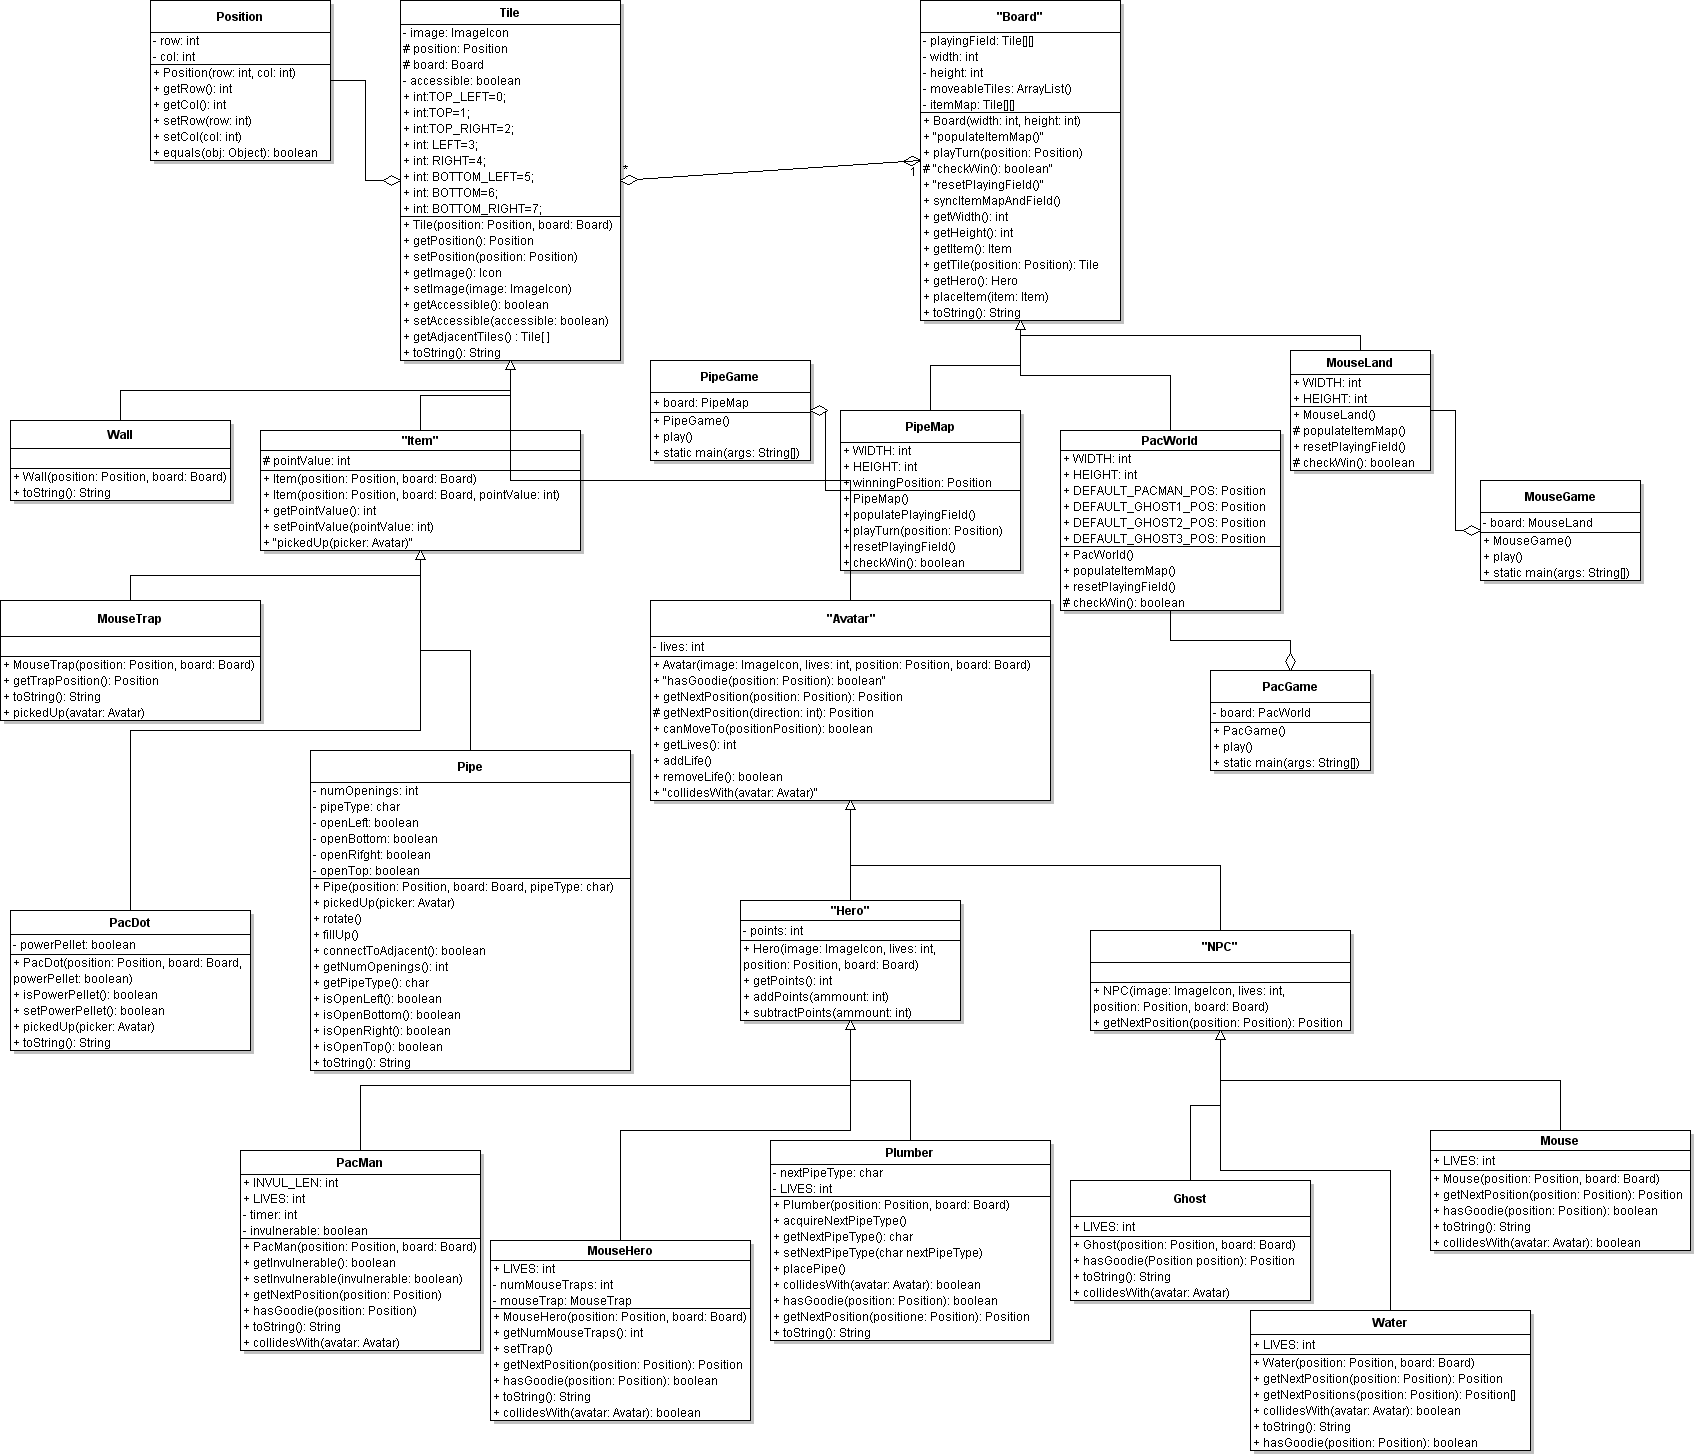 Position
- row: int
- col: int
+ Position(row: int, col: int)
+ getRow(): int
+ getCol(): int
+ setRow(row: int)
+ setCol(col: int)
+ equals(obj: Object): boolean
Tile
- image: ImageIcon
# position: Position
# board: Board
- accessible: boolean
+ int:TOP_LEFT=0;
+ int:TOP=1;
+ int:TOP_RIGHT=2;
+ int: LEFT=3;
+ int: RIGHT=4;
+ int: BOTTOM_LEFT=5;
+ int: BOTTOM=6;
+ int: BOTTOM_RIGHT=7;
+ Tile(position: Position, board: Board)
+ getPosition(): Position
+ setPosition(position: Position)
+ getImage(): Icon
+ setImage(image: ImageIcon)
+ getAccessible(): boolean
+ setAccessible(accessible: boolean)
+ getAdjacentTiles() : Tile[ ]
+ toString(): String
*
1
"Board"
- playingField: Tile[][]
- width: int
- height: int
- moveableTiles: ArrayList()
- itemMap: Tile[][]
+ Board(width: int, height: int)
+ "populateItemMap()"
+ playTurn(position: Position)
# "checkWin(): boolean"
+ "resetPlayingField()"
+ syncItemMapAndField()
+ getWidth(): int
+ getHeight(): int
+ getItem(): Item
+ getTile(position: Position): Tile
+ getHero(): Hero
+ placeItem(item: Item)
+ toString(): String
Wall
+ Wall(position: Position, board: Board)
+ toString(): String
"Item"
# pointValue: int
+ Item(position: Position, board: Board)
+ Item(position: Position, board: Board, pointValue: int)
+ getPointValue(): int
+ setPointValue(pointValue: int)
+ "pickedUp(picker: Avatar)"
PipeGame
+ board: PipeMap
+ PipeGame()
+ play()
+ static main(args: String[])
PipeMap
+ WIDTH: int
+ HEIGHT: int
+ winningPosition: Position
+ PipeMap()
+ populatePlayingField()
+ playTurn(position: Position)
+ resetPlayingField()
+ checkWin(): boolean
PacWorld
+ WIDTH: int
+ HEIGHT: int
+ DEFAULT_PACMAN_POS: Position
+ DEFAULT_GHOST1_POS: Position
+ DEFAULT_GHOST2_POS: Position
+ DEFAULT_GHOST3_POS: Position
+ PacWorld()
+ populateItemMap()
+ resetPlayingField()
# checkWin(): boolean
MouseLand
+ WIDTH: int
+ HEIGHT: int
+ MouseLand()
# populateItemMap()
+ resetPlayingField()
# checkWin(): boolean
MouseGame
- board: MouseLand
+ MouseGame()
+ play()
+ static main(args: String[])
MouseTrap
+ MouseTrap(position: Position, board: Board)
+ getTrapPosition(): Position
+ toString(): String
+ pickedUp(avatar: Avatar)
"Avatar"
- lives: int
+ Avatar(image: ImageIcon, lives: int, position: Position, board: Board)
+ "hasGoodie(position: Position): boolean"
+ getNextPosition(position: Position): Position
# getNextPosition(direction: int): Position
+ canMoveTo(positionPosition): boolean
+ getLives(): int
+ addLife()
+ removeLife(): boolean
+ "collidesWith(avatar: Avatar)"
PacGame
- board: PacWorld
+ PacGame()
+ play()
+ static main(args: String[])
Pipe
- numOpenings: int
- pipeType: char
- openLeft: boolean
- openBottom: boolean
- openRifght: boolean
- openTop: boolean
+ Pipe(position: Position, board: Board, pipeType: char)
+ pickedUp(picker: Avatar)
+ rotate()
+ fillUp()
+ connectToAdjacent(): boolean
+ getNumOpenings(): int
+ getPipeType(): char
+ isOpenLeft(): boolean
+ isOpenBottom(): boolean
+ isOpenRight(): boolean
+ isOpenTop(): boolean
+ toString(): String
PacDot
- powerPellet: boolean
+ PacDot(position: Position, board: Board,
powerPellet: boolean)
+ isPowerPellet(): boolean
+ setPowerPellet(): boolean
+ pickedUp(picker: Avatar)
+ toString(): String
"Hero"
- points: int
+ Hero(image: ImageIcon, lives: int,
position: Position, board: Board)
+ getPoints(): int
+ addPoints(ammount: int)
+ subtractPoints(ammount: int)
"NPC"
+ NPC(image: ImageIcon, lives: int,
position: Position, board: Board)
+ getNextPosition(position: Position): Position
PacMan
+ INVUL_LEN: int
+ LIVES: int
- timer: int
- invulnerable: boolean
+ PacMan(position: Position, board: Board)
+ getInvulnerable(): boolean
+ setInvulnerable(invulnerable: boolean)
+ getNextPosition(position: Position)
+ hasGoodie(position: Position)
+ toString(): String
+ collidesWith(avatar: Avatar)
MouseHero
+ LIVES: int
- numMouseTraps: int
- mouseTrap: MouseTrap
+ MouseHero(position: Position, board: Board)
+ getNumMouseTraps(): int
+ setTrap()
+ getNextPosition(position: Position): Position
+ hasGoodie(position: Position): boolean
+ toString(): String
+ collidesWith(avatar: Avatar): boolean
Plumber
- nextPipeType: char
- LIVES: int
+ Plumber(position: Position, board: Board)
+ acquireNextPipeType()
+ getNextPipeType(): char
+ setNextPipeType(char nextPipeType)
+ placePipe()
+ collidesWith(avatar: Avatar): boolean
+ hasGoodie(position: Position): boolean
+ getNextPosition(positione: Position): Position
+ toString(): String
Ghost
+ LIVES: int
+ Ghost(position: Position, board: Board)
+ hasGoodie(Position position): Position
+ toString(): String
+ collidesWith(avatar: Avatar)
Mouse
+ LIVES: int
+ Mouse(position: Position, board: Board)
+ getNextPosition(position: Position): Position
+ hasGoodie(position: Position): boolean
+ toString(): String
+ collidesWith(avatar: Avatar): boolean
Water
+ LIVES: int
+ Water(position: Position, board: Board)
+ getNextPosition(position: Position): Position
+ getNextPositions(position: Position): Position[]
+ collidesWith(avatar: Avatar): boolean
+ toString(): String
+ hasGoodie(position: Position): boolean